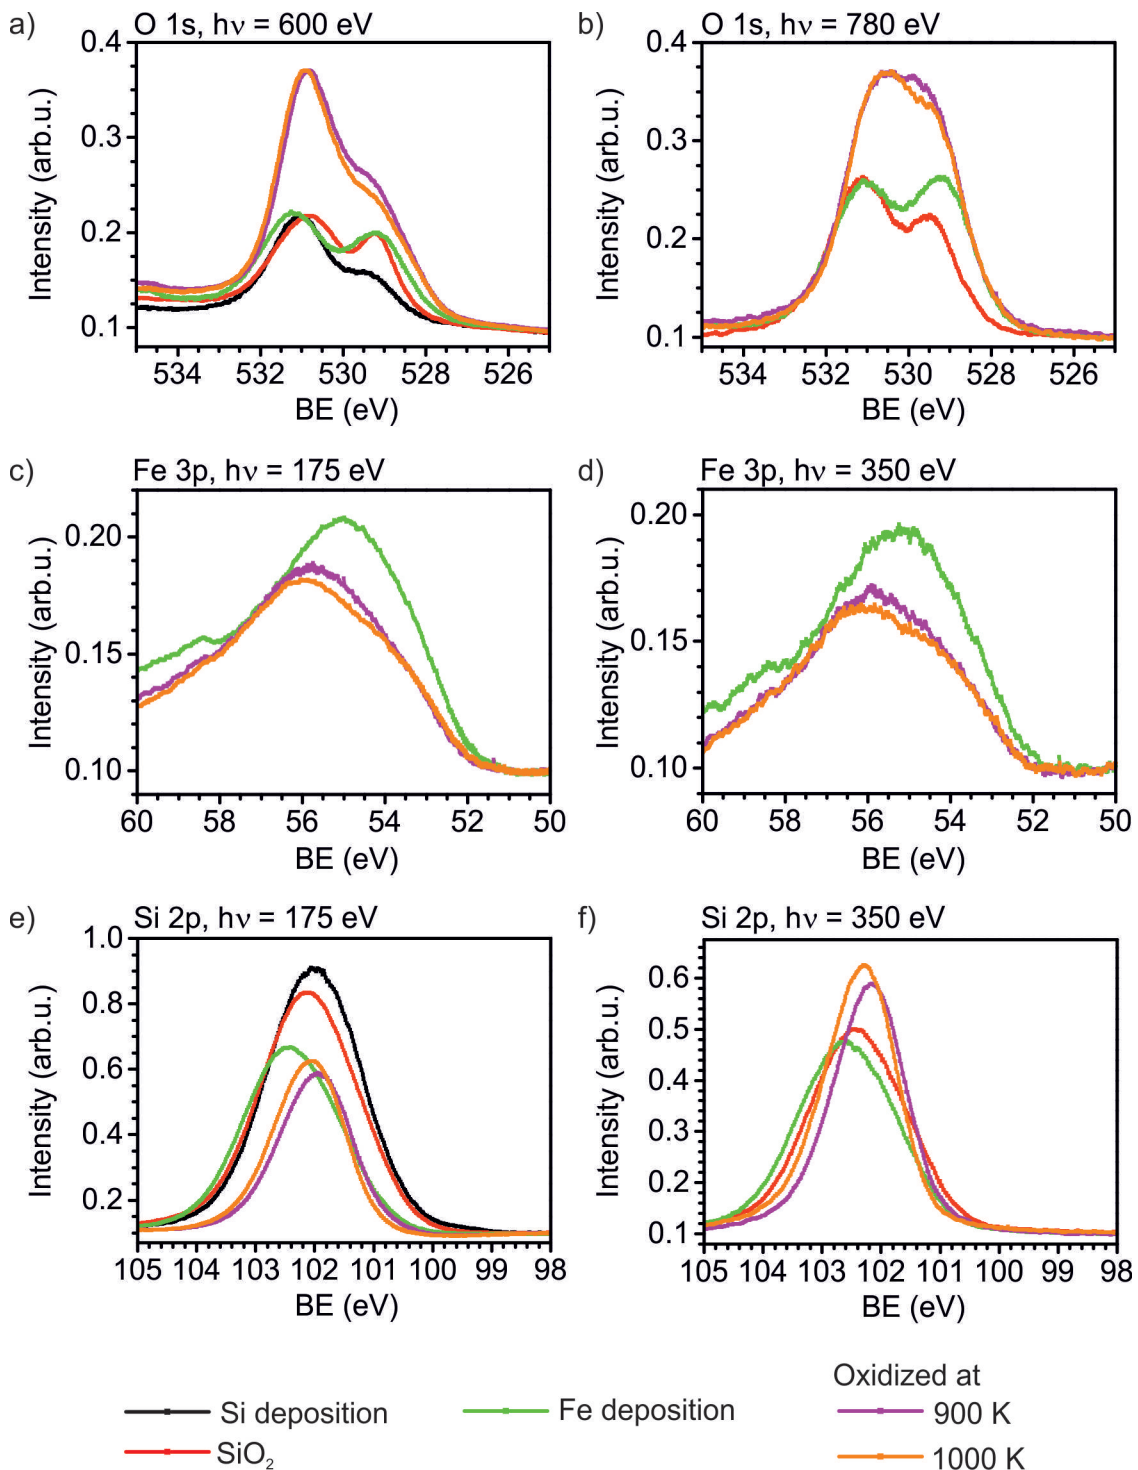 a) O 1s, hν = 600 eV
0.4
0.3
0.2
0.1
Intensity (arb.u.)
534 532 530 528 526
BE (eV)
b) O 1s, hν = 780 eV
0.4
0.3
0.2
0.1
Intensity (arb.u.)
534 532 530 528 526
BE (eV)
c) Fe 3p, hν = 175 eV
0.20
0.15
0.10
Intensity (arb.u.)
60 58 56 54 52 50
BE (eV)
d) Fe 3p, hν = 350 eV
0.20
0.15
0.10
Intensity (arb.u.)
60 58 56 54 52 50
BE (eV)
e) Si 2p, hν = 175 eV
1.0
0.8
0.6
0.4
0.2
Intensity (arb.u.)
105 104 103 102 101 100 99 98
BE (eV)
f) Si 2p, hν = 350 eV
0.6
0.5
0.4
0.3
0.2
0.1
Intensity (arb.u.)
105 104 103 102 101 100 99 98
BE (eV)
Si deposition
SiO₂
Fe deposition
Oxidized at
900 K
1000 K